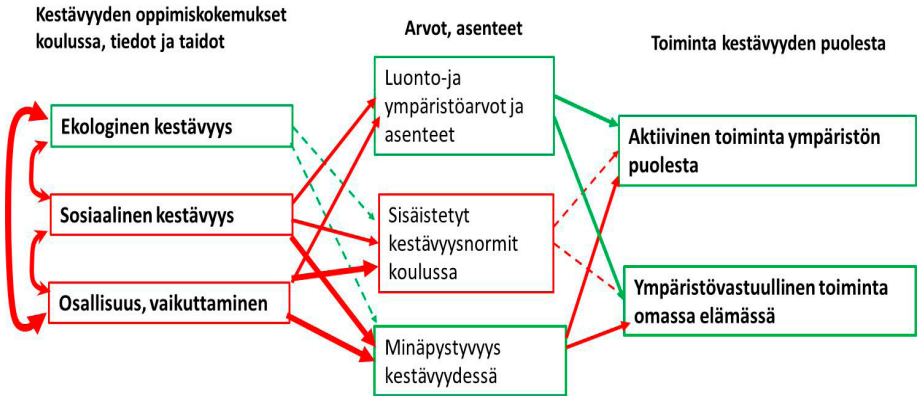 Kestävyyden oppimiskokemukset
koulussa, tiedot ja taidot
Arvot, asenteet
Toiminta kestävyyden puolesta
Ekologinen kestävyys
Sosiaalinen kestävyys
Osallisuus, vaikuttaminen
Luonto-ja
ympäristöarvot ja
asenteet
Sisäistetyt
kestävyysnormit
koulussa
Minäpystyvyys
kestävyydessä
Aktiivinen toiminta ympäristön
puolesta
Ympäristövastuullinen toiminta
omassa elämässä